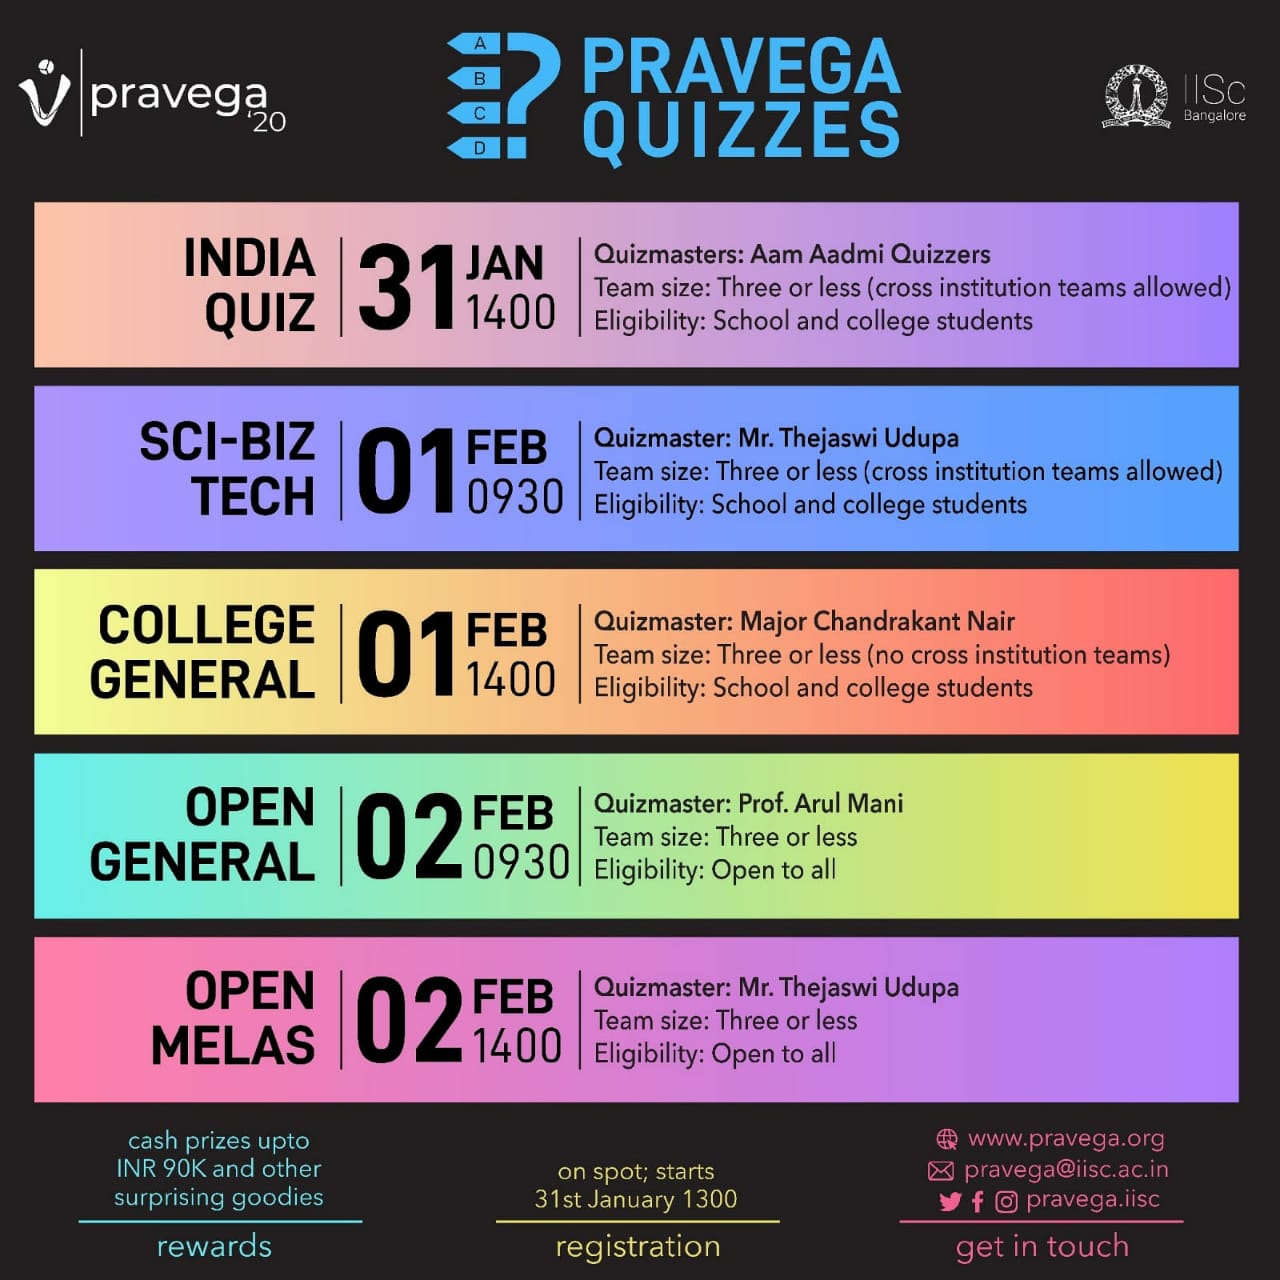 pravega
'20
A
B
C
D
PRAVEGA
QUIZZES
IISc
Bangalore
INDIA
QUIZ
31 JAN
1400
Quizmasters: Aam Aadmi Quizzers
Team size: Three or less (cross institution teams allowed)
Eligibility: School and college students
SCI-BIZ
TECH
01 FEB
0930
Quizmaster: Mr. Thejaswi Udupa
Team size: Three or less (cross institution teams allowed)
Eligibility: School and college students
COLLEGE
GENERAL
01 FEB
1400
Quizmaster: Major Chandrakant Nair
Team size: Three or less (no cross institution teams)
Eligibility: School and college students
OPEN
GENERAL
02 FEB
0930
Quizmaster: Prof. Arul Mani
Team size: Three or less
Eligibility: Open to all
OPEN
MELAS
02 FEB
1400
Quizmaster: Mr. Thejaswi Udupa
Team size: Three or less
Eligibility: Open to all
cash prizes upto
INR 90K and other
surprising goodies
rewards
on spot; starts
31st January 1300
registration
www.pravega.org
pravega@iisc.ac.in
pravega.iisc
get in touch